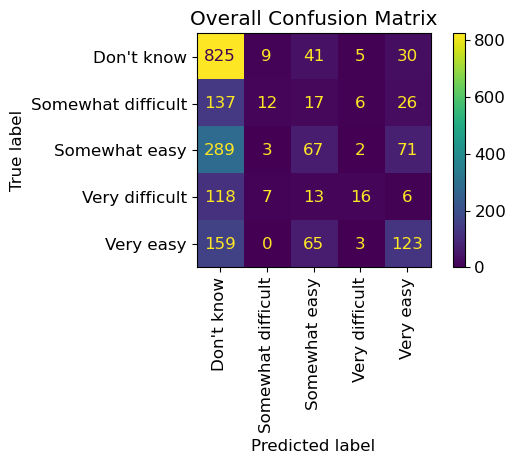 Overall Confusion Matrix
Don't know 825 9 41 5 30
Somewhat difficult 137 12 17 6 26
Somewhat easy 289 3 67 2 71
Very difficult 118 7 13 16 6
Very easy 159 0 65 3 123
True label
Don't know
Somewhat difficult
Somewhat easy
Very difficult
Very easy
Predicted label
800
600
400
200
0